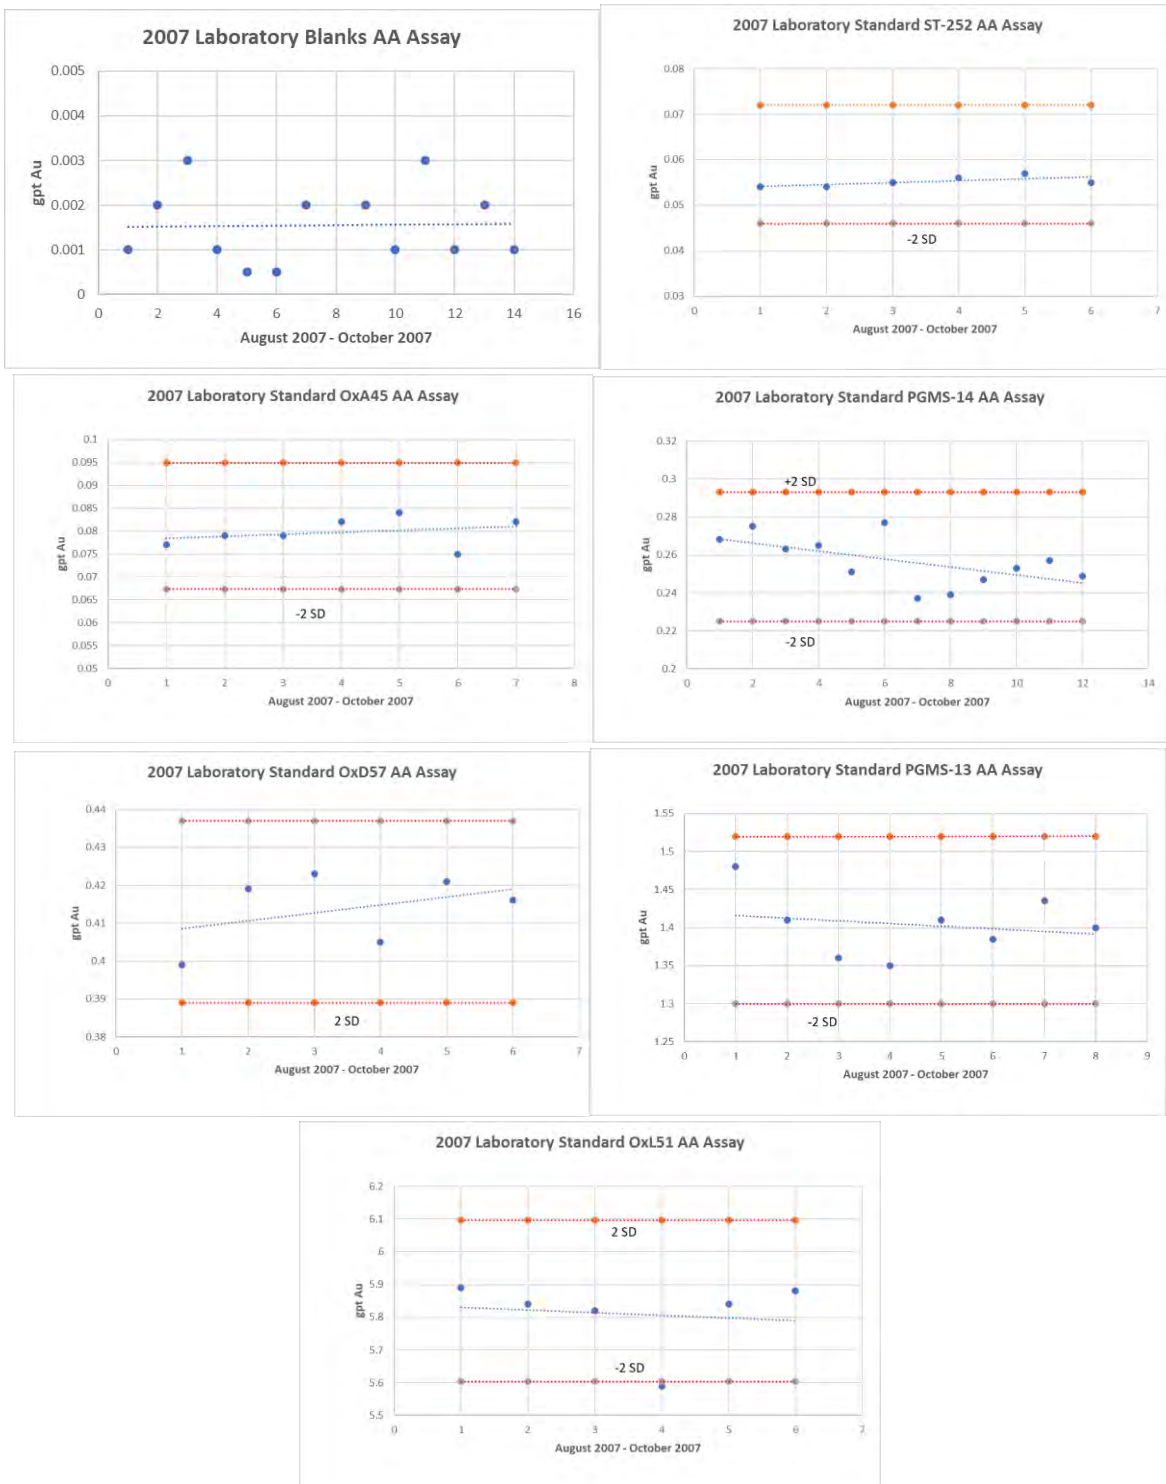 2007 Laboratory Blanks AA Assay
gpt Au
0.005
0.004
0.003
0.002
0.001
0
0 2 4 6 8 10 12 14 16
August 2007 - October 2007
2007 Laboratory Standard ST-252 AA Assay
gpt Au
0.08
0.07
0.06
0.05
0.04
0.03
-2 SD
0 1 2 3 4 5 6 7
August 2007 - October 2007
2007 Laboratory Standard OxA45 AA Assay
gpt Au
0.1
0.095
0.09
0.085
0.08
0.075
0.07
0.065
0.06
0.055
0.05
-2 SD
0 1 2 3 4 5 6 7 8
August 2007 - October 2007
2007 Laboratory Standard PGMS-14 AA Assay
gpt Au
0.32
0.3
0.28
0.26
0.24
0.22
0.2
+2 SD
-2 SD
0 2 4 6 8 10 12 14
August 2007 - October 2007
2007 Laboratory Standard OxD57 AA Assay
gpt Au
0.44
0.43
0.42
0.41
0.4
0.39
0.38
2 SD
0 1 2 3 4 5 6 7
August 2007 - October 2007
2007 Laboratory Standard PGMS-13 AA Assay
gpt Au
1.55
1.5
1.45
1.4
1.35
1.3
1.25
-2 SD
0 1 2 3 4 5 6 7 8 9
August 2007 - October 2007
2007 Laboratory Standard OxL51 AA Assay
gpt Au
6.2
6.1
6
5.9
5.8
5.7
5.6
5.5
2 SD
-2 SD
0 1 2 3 4 5 6 7
August 2007 - October 2007